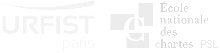 URFIST
paris
École
nationale
des
chartes PSL